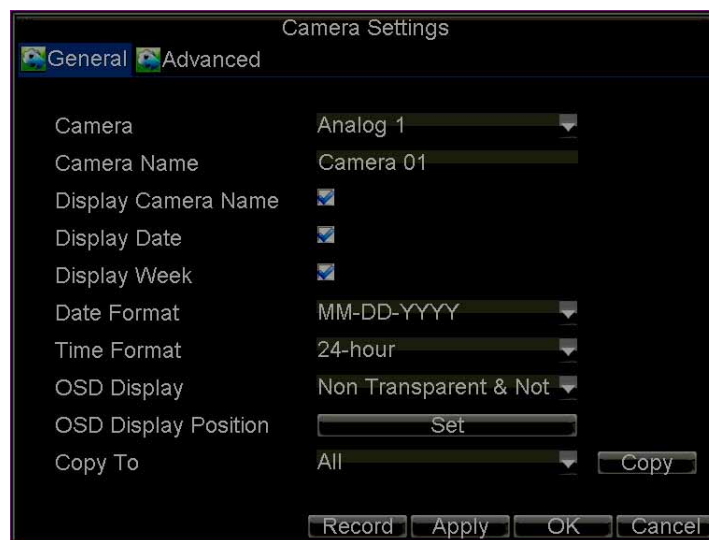 Camera Settings
General Advanced
Camera Analog 1
Camera Name Camera 01
Display Camera Name
Display Date
Display Week
Date Format MM-DD-YYYY
Time Format 24-hour
OSD Display Non Transparent & Not
OSD Display Position Set
Copy To All Copy
Record Apply OK Cancel